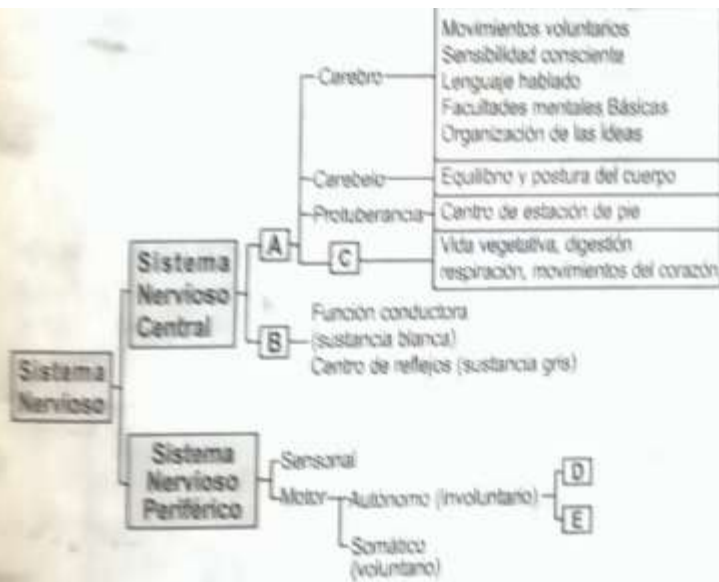 Movimientos voluntarios
Sensibilidad consciente
Cerebro
Lenguaje hablado
Facultades mentales Básicas
Organización de las ideas
Cerebelo
Equilibrio y postura del cuerpo
Protuberancia
Centro de estación de pie
A
C
Vida vegetativa, digestión
respiración, movimientos del corazón
Sistema
Nervioso
Central
B
Función conductora
(sustancia blanca)
Centro de reflejos (sustancia gris)
Sistema
Nervioso
Sistema
Nervioso
Periférico
Sensorial
Motor
Autónomo (involuntario)
D
E
Somático
(voluntario)